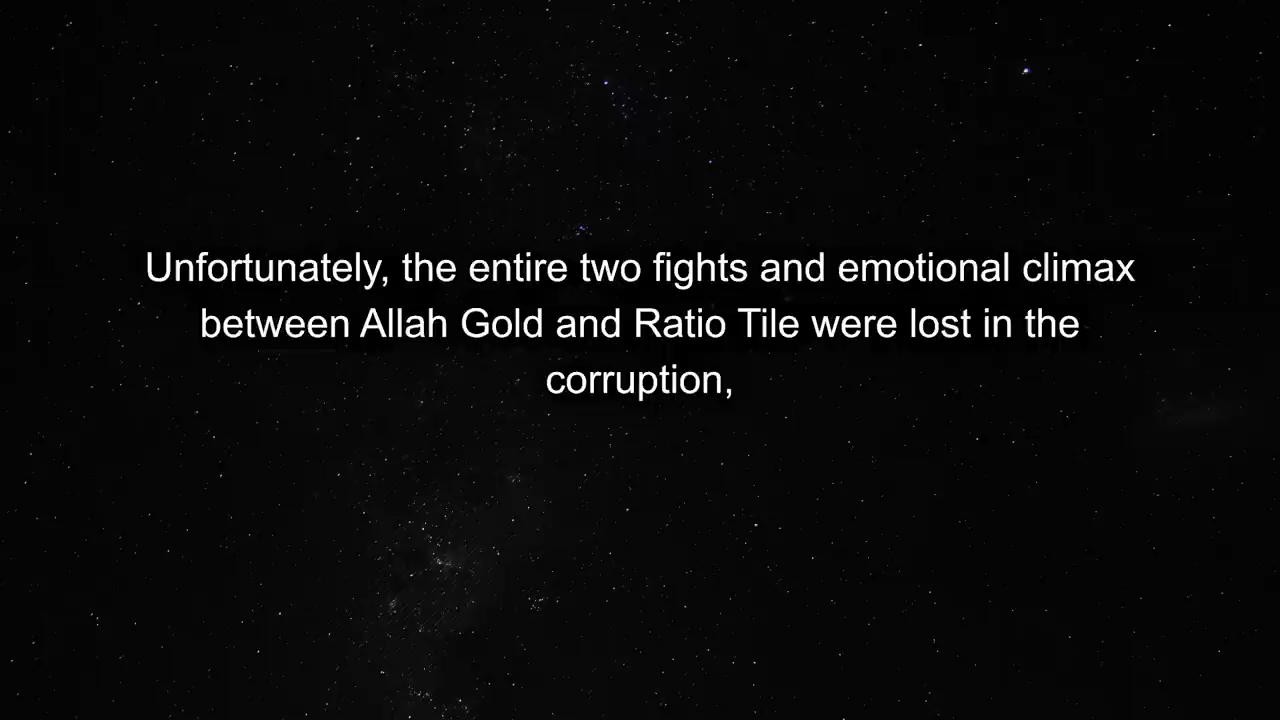 Unfortunately, the entire two fights and emotional climax
between Allah Gold and Ratio Tile were lost in the
corruption,